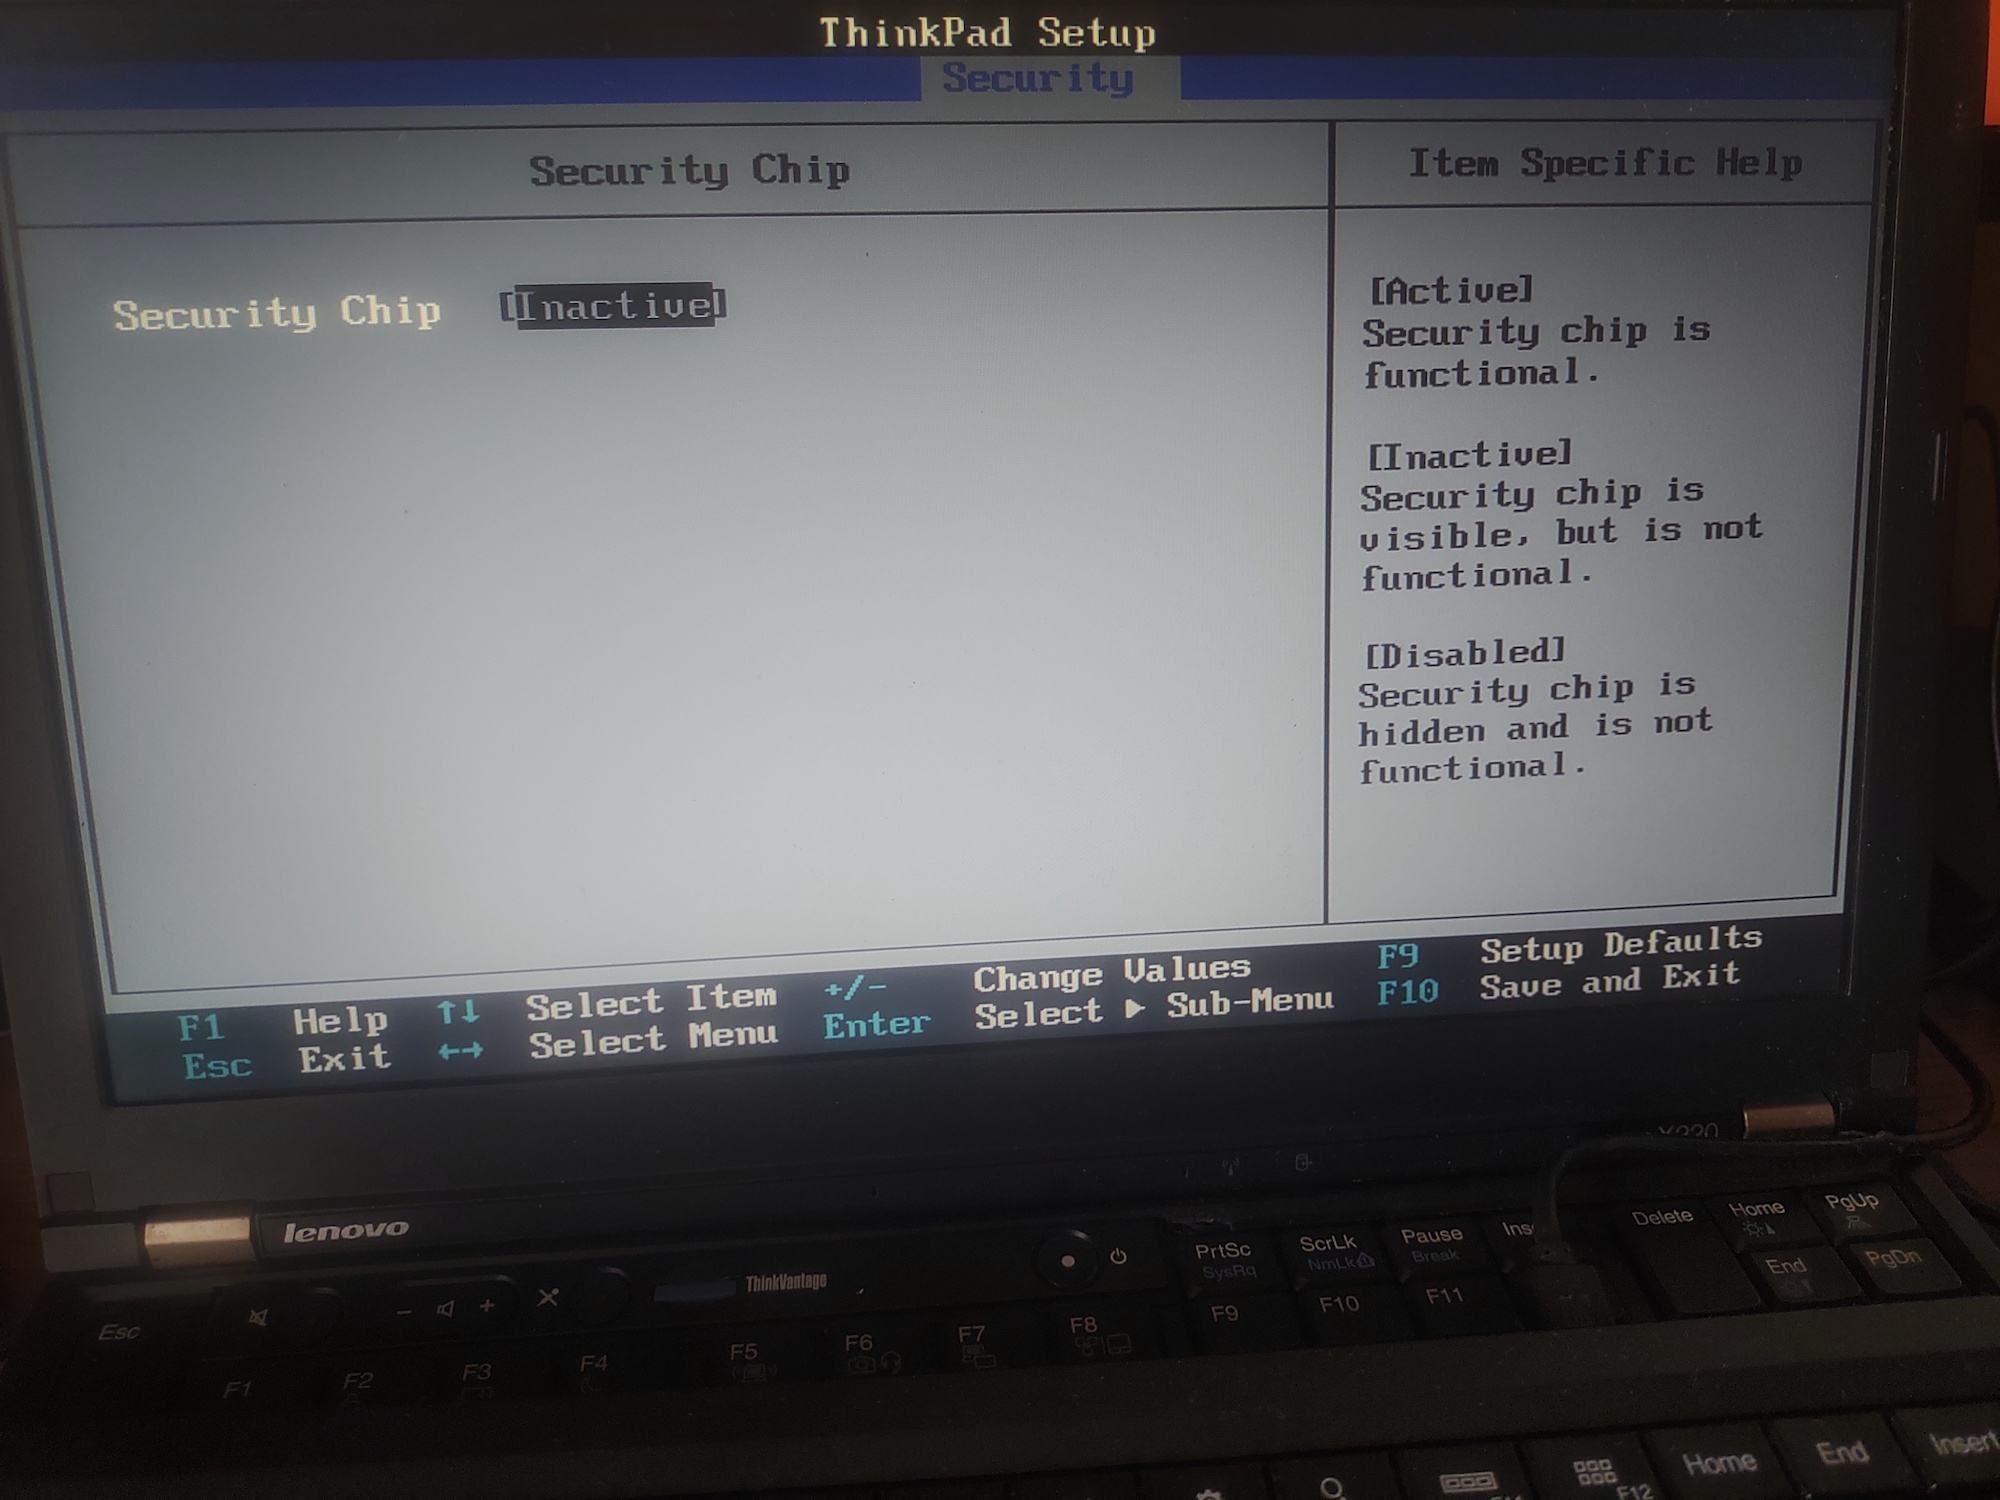 ThinkPad Setup
Security
Security Chip
Item Specific Help
Security Chip [Inactive]
[Active]
Security chip is
functional.
[Inactive]
Security chip is
visible, but is not
functional.
[Disabled]
Security chip is
hidden and is not
functional.
F1 Help ↑↓ Select Item +/- Change Values F9 Setup Defaults
Esc Exit ←→ Select Menu Enter Select ▶ Sub-Menu F10 Save and Exit
X220
lenovo
ThinkVantage
PrtSc
SysRq
ScrLk
NmLk
Pause
Break
Ins
Delete
Home
PgUp
End
PgDn
Esc
F1
F2
F3
F4
F5
F6
F7
F8
F9
F10
F11
F12
Home
End
Insert